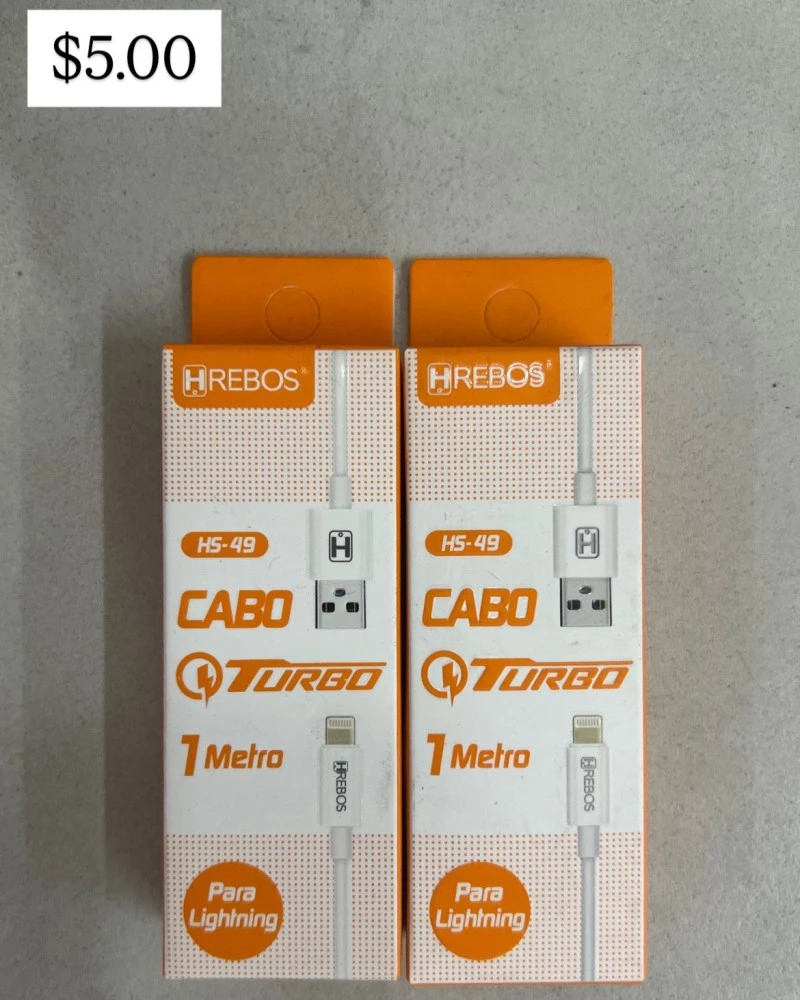 $5.00
HREBOS®
HS-49
H
CABO
TURBO
1 Metro
HREBOS
Para
Lightning
HREBOS®
HS-49
H
CABO
TURBO
1 Metro
HREBOS
Para
Lightning